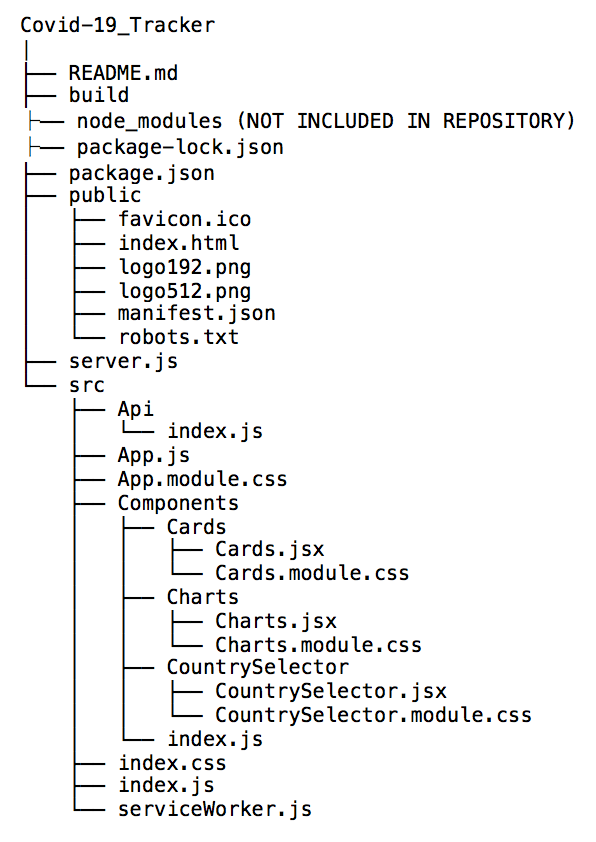 Covid-19_Tracker
│
├── README.md
├── build
├── node_modules (NOT INCLUDED IN REPOSITORY)
├── package-lock.json
├── package.json
├── public
│   ├── favicon.ico
│   ├── index.html
│   ├── logo192.png
│   ├── logo512.png
│   ├── manifest.json
│   └── robots.txt
├── server.js
└── src
    ├── Api
    │   └── index.js
    ├── App.js
    ├── App.module.css
    ├── Components
    │   ├── Cards
    │   │   ├── Cards.jsx
    │   │   └── Cards.module.css
    │   ├── Charts
    │   │   ├── Charts.jsx
    │   │   └── Charts.module.css
    │   ├── CountrySelector
    │   │   ├── CountrySelector.jsx
    │   │   └── CountrySelector.module.css
    │   └── index.js
    ├── index.css
    ├── index.js
    └── serviceWorker.js